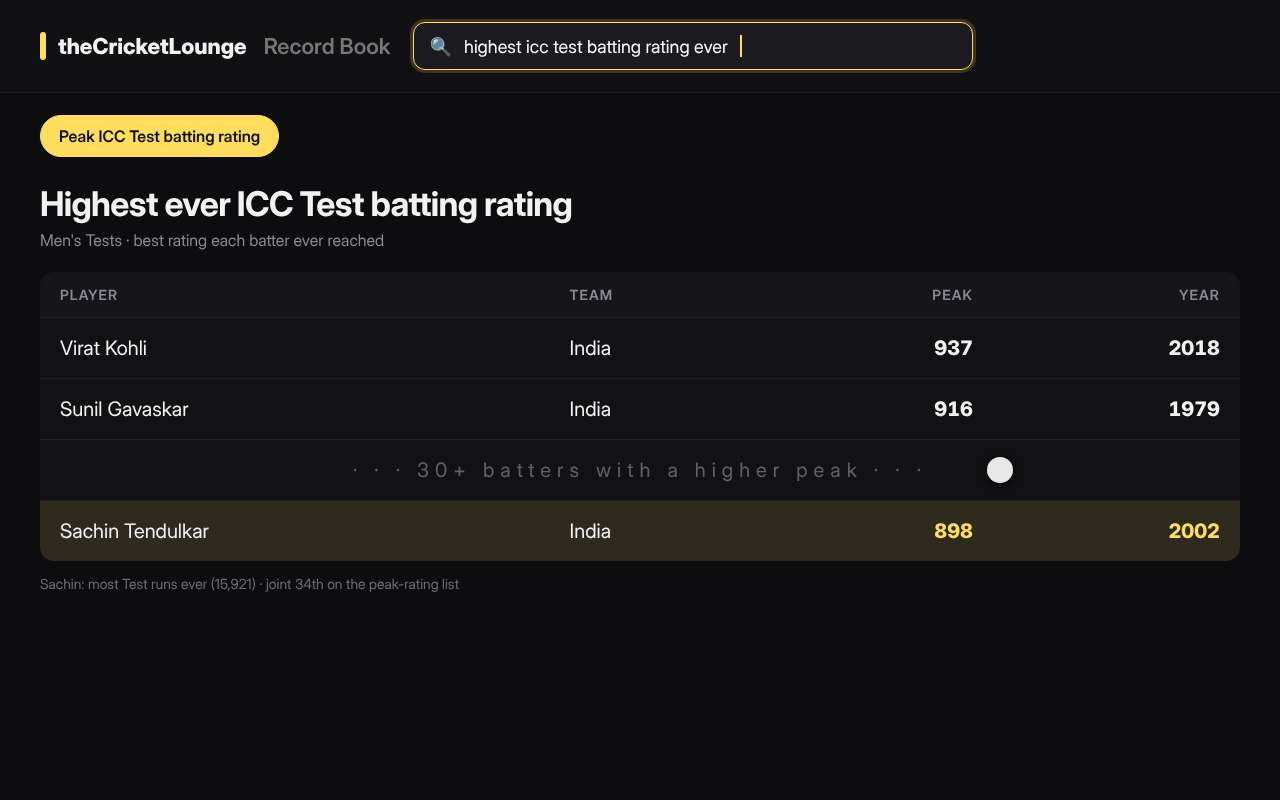 theCricketLounge Record Book 🔍 highest icc test batting rating ever
Peak ICC Test batting rating
Highest ever ICC Test batting rating
Men's Tests · best rating each batter ever reached
PLAYER TEAM PEAK YEAR
Virat Kohli India 937 2018
Sunil Gavaskar India 916 1979
· · · 30+ batters with a higher peak · · ·
Sachin Tendulkar India 898 2002
Sachin: most Test runs ever (15,921) · joint 34th on the peak-rating list